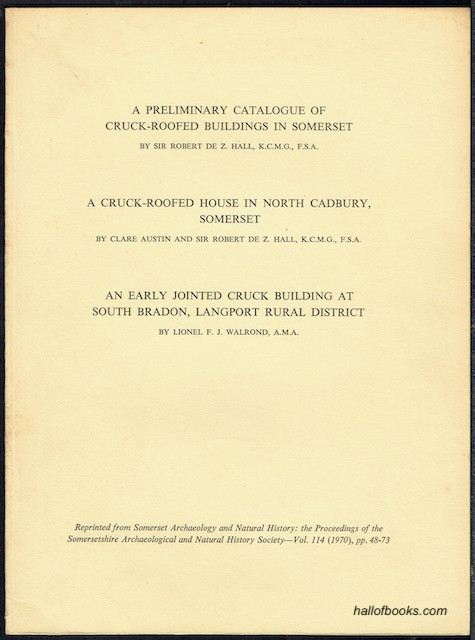 A PRELIMINARY CATALOGUE OF
CRUCK-ROOFED BUILDINGS IN SOMERSET
BY SIR ROBERT DE Z. HALL, K.C.M.G., F.S.A.
A CRUCK-ROOFED HOUSE IN NORTH CADBURY,
SOMERSET
BY CLARE AUSTIN AND SIR ROBERT DE Z. HALL, K.C.M.G., F.S.A.
AN EARLY JOINTED CRUCK BUILDING AT
SOUTH BRADON, LANGPORT RURAL DISTRICT
BY LIONEL F. J. WALROND, A.M.A.
Reprinted from Somerset Archaeology and Natural History: the Proceedings of the
Somersetshire Archaeological and Natural History Society—Vol. 114 (1970), pp. 48-73
hallofbooks.com